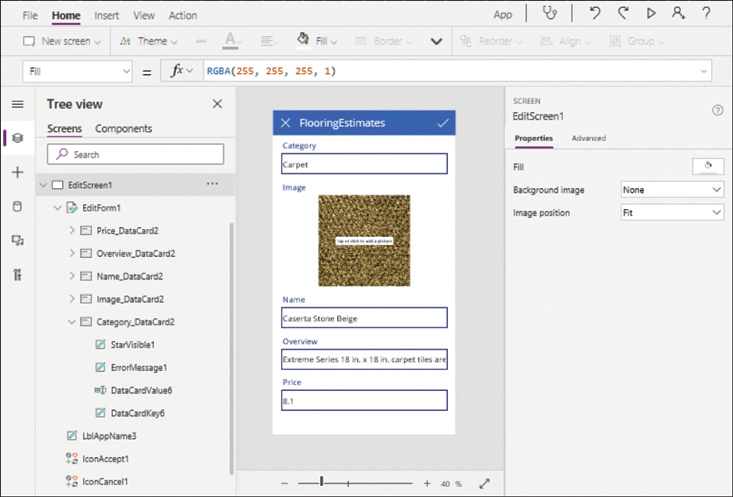 File Home Insert View Action App ?
New screen Theme A Fill Border Reorder Align Group
Fill = fx RGBA(255, 255, 255, 1)
Tree view
Screens Components
Search
EditScreen1
EditForm1
Price_DataCard2
Overview_DataCard2
Name_DataCard2
Image_DataCard2
Category_DataCard2
StarVisible1
ErrorMessage1
DataCardValue6
DataCardKey6
LblAppName3
IconAccept1
IconCancel1
FlooringEstimates
Category
Carpet
Image
Tap or click to add a picture
Name
Caserta Stone Beige
Overview
Extreme Series 18 in. x 18 in. carpet tiles are
Price
8.1
40 %
SCREEN
EditScreen1
Properties Advanced
Fill
Background image None
Image position Fit